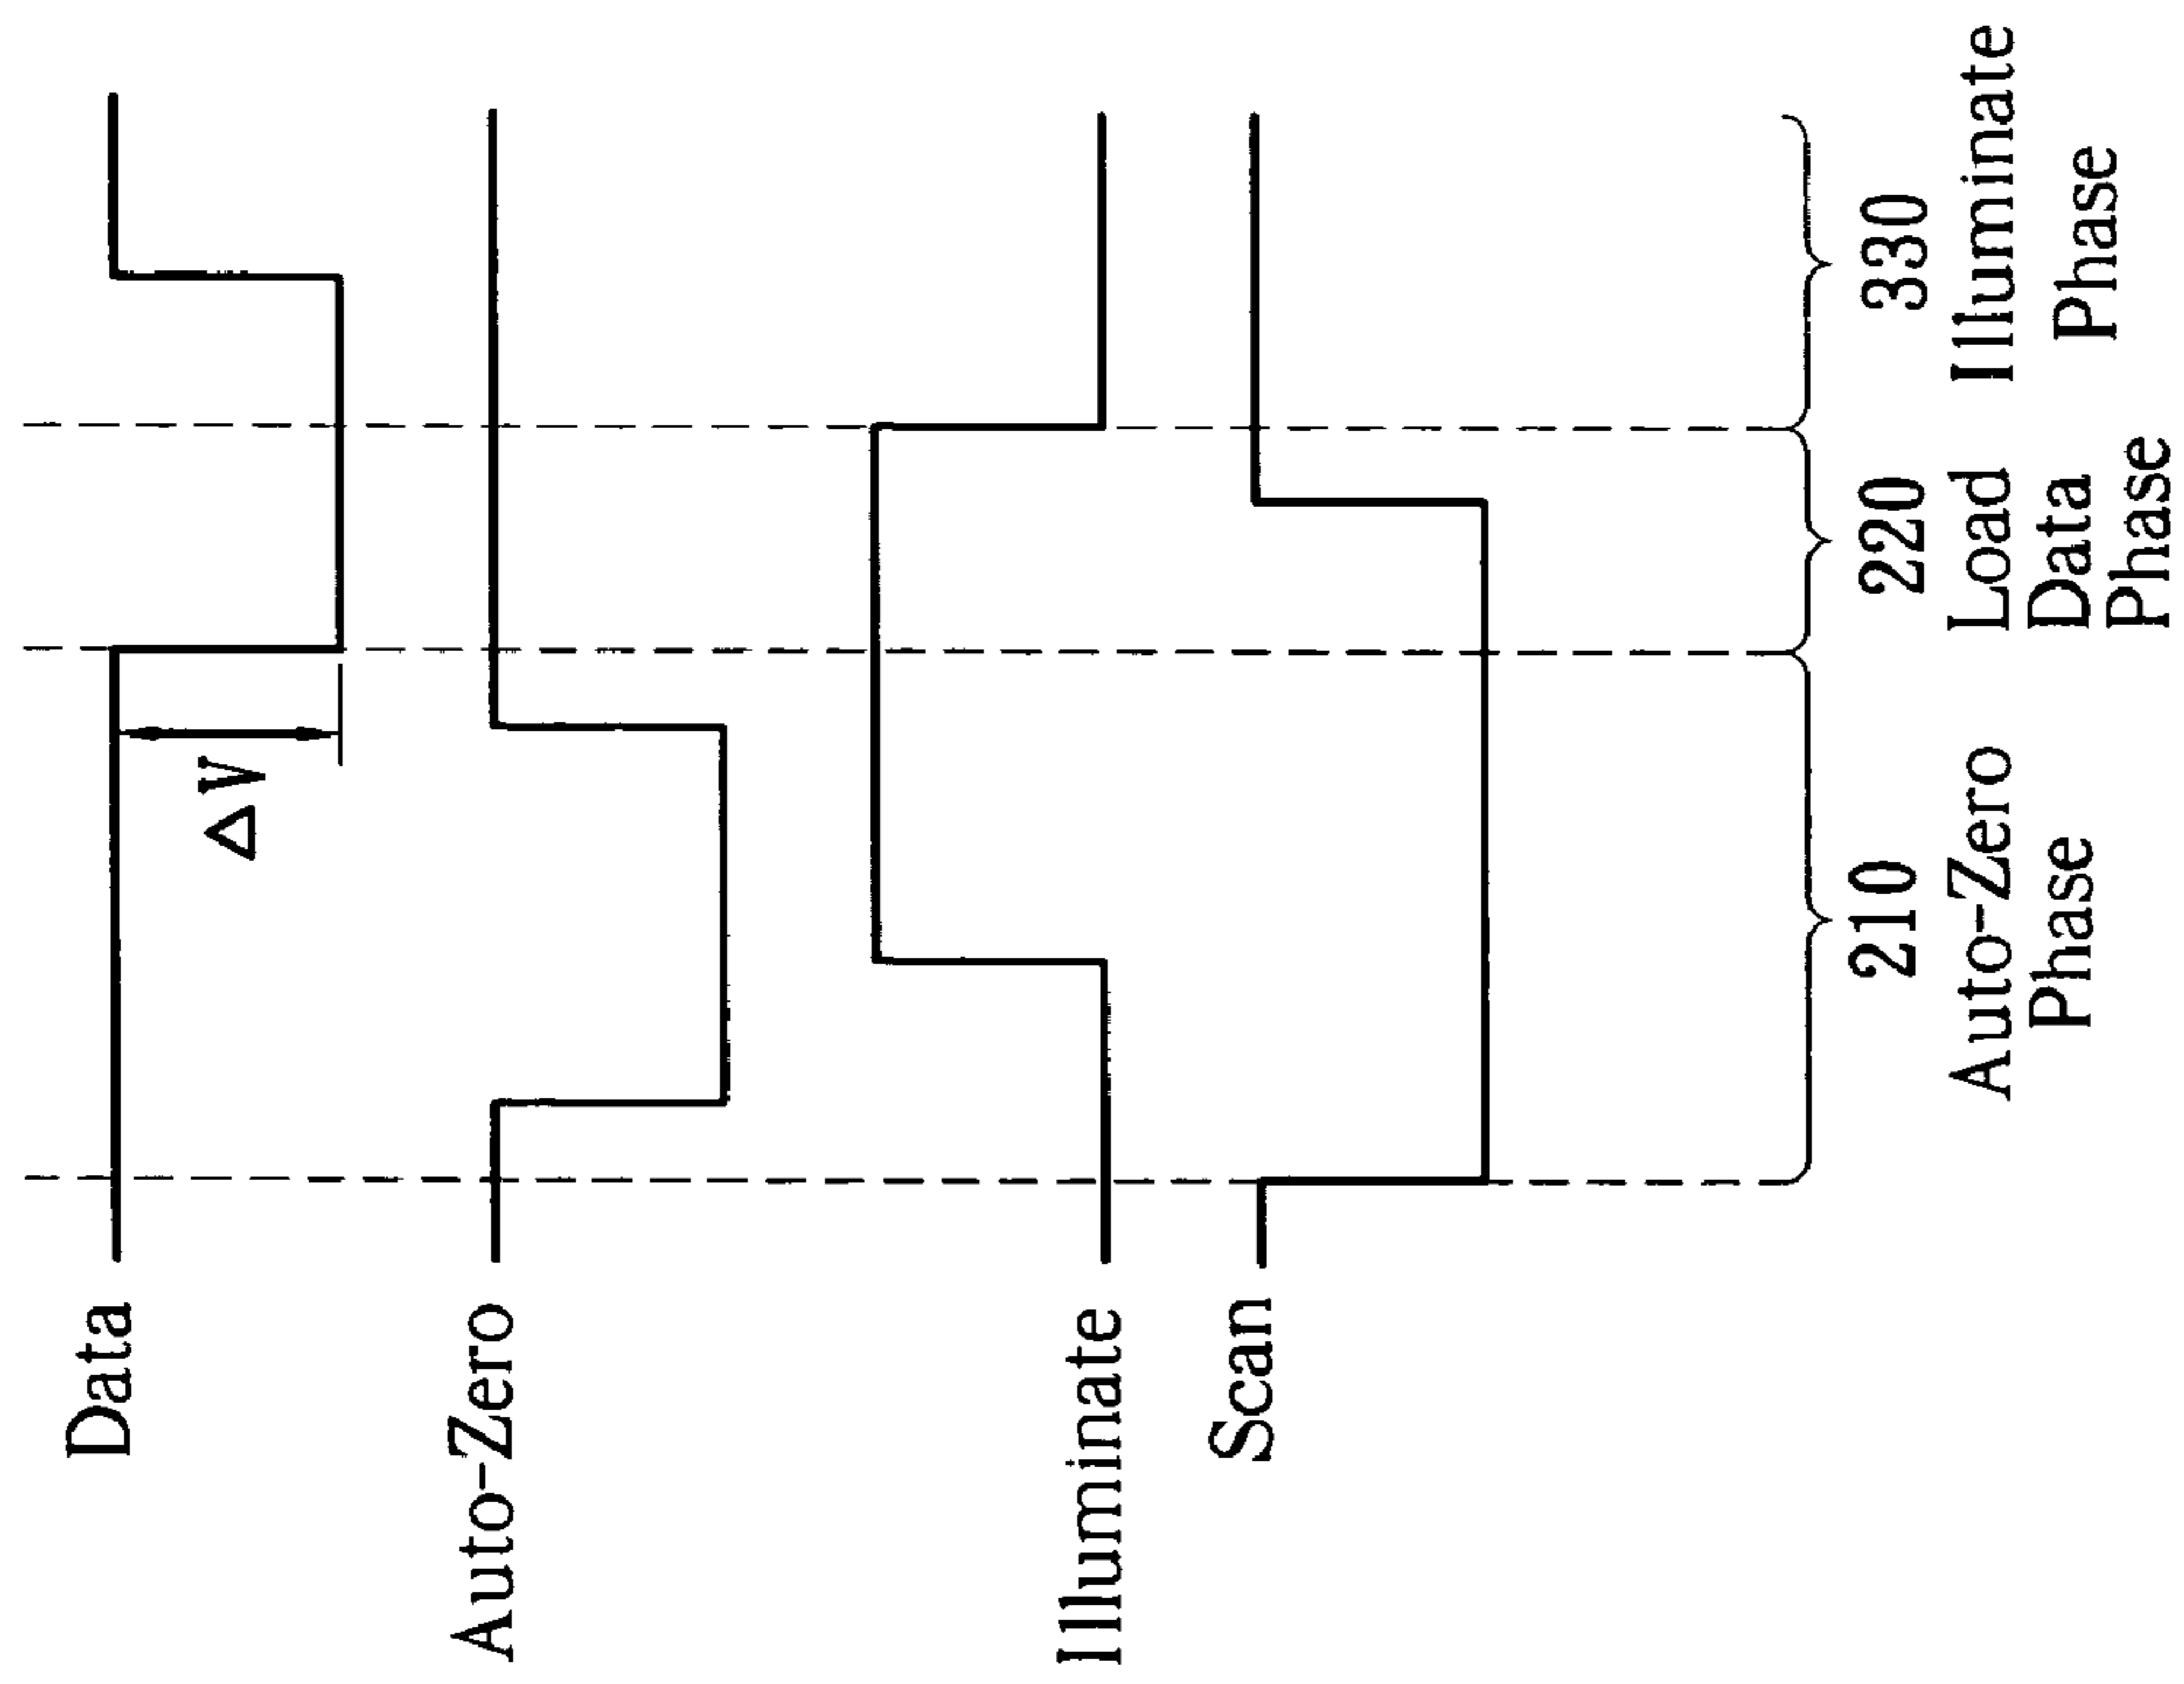 Data
ΔV
Auto-Zero
Illuminate
Scan
210
Auto-Zero
Phase
220
Load
Data
Phase
330
Illuminate
Phase